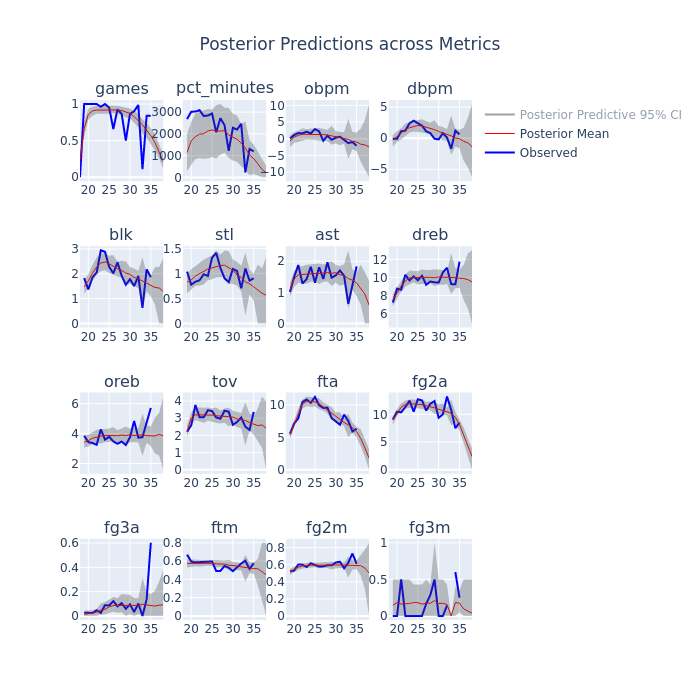 Posterior Predictions across Metrics
games pct_minutes obpm dbpm
1
0.5
0
20 25 30 35
3000
2000
1000
0
20 25 30 35
10
5
0
−5
−10
20 25 30 35
5
0
−5
20 25 30 35
Posterior Predictive 95% CI
Posterior Mean
Observed
blk stl ast dreb
3
2
1
0
20 25 30 35
1.5
1
0.5
0
20 25 30 35
2
1
0
20 25 30 35
12
10
8
6
20 25 30 35
oreb tov fta fg2a
6
4
2
20 25 30 35
4
3
2
1
0
20 25 30 35
10
5
0
20 25 30 35
10
5
0
20 25 30 35
fg3a ftm fg2m fg3m
0.6
0.4
0.2
0
20 25 30 35
0.8
0.6
0.4
0.2
0
20 25 30 35
0.8
0.6
0.4
0.2
0
20 25 30 35
1
0.5
0
20 25 30 35